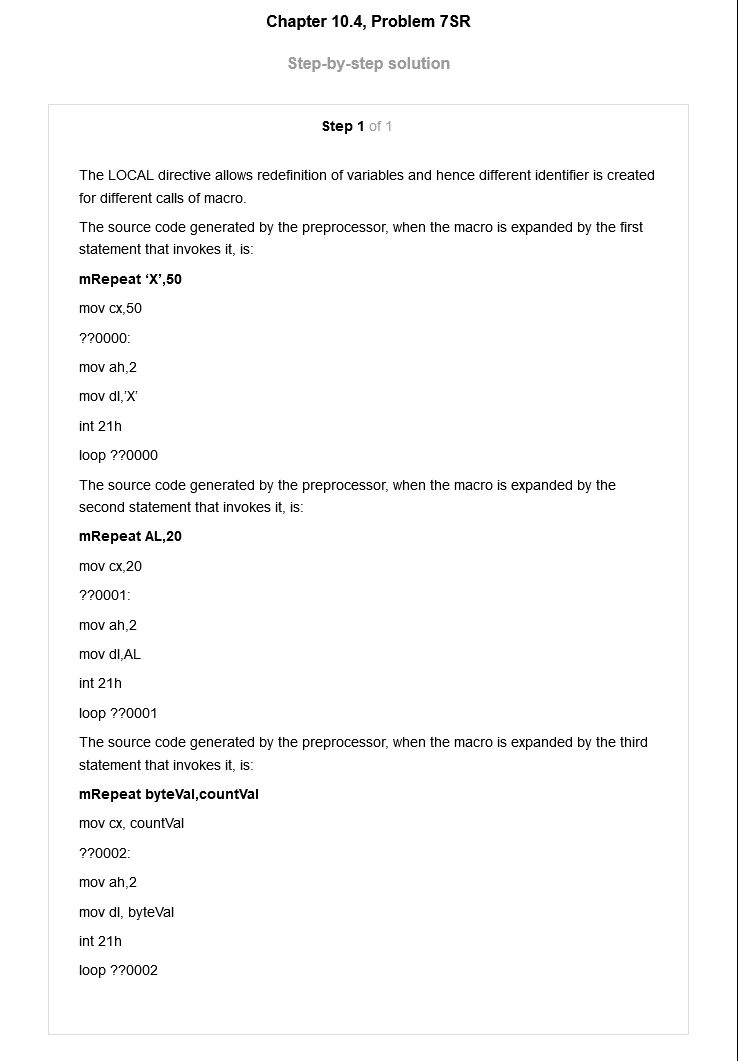 Chapter 10.4, Problem 7SR
Step-by-step solution
Step 1 of 1
The LOCAL directive allows redefinition of variables and hence different identifier is created
for different calls of macro.
The source code generated by the preprocessor, when the macro is expanded by the first
statement that invokes it, is:
mRepeat ‘X’,50
mov cx,50
??0000:
mov ah,2
mov dl,’X’
int 21h
loop ??0000
The source code generated by the preprocessor, when the macro is expanded by the
second statement that invokes it, is:
mRepeat AL,20
mov cx,20
??0001:
mov ah,2
mov dl,AL
int 21h
loop ??0001
The source code generated by the preprocessor, when the macro is expanded by the third
statement that invokes it, is:
mRepeat byteVal,countVal
mov cx, countVal
??0002:
mov ah,2
mov dl, byteVal
int 21h
loop ??0002